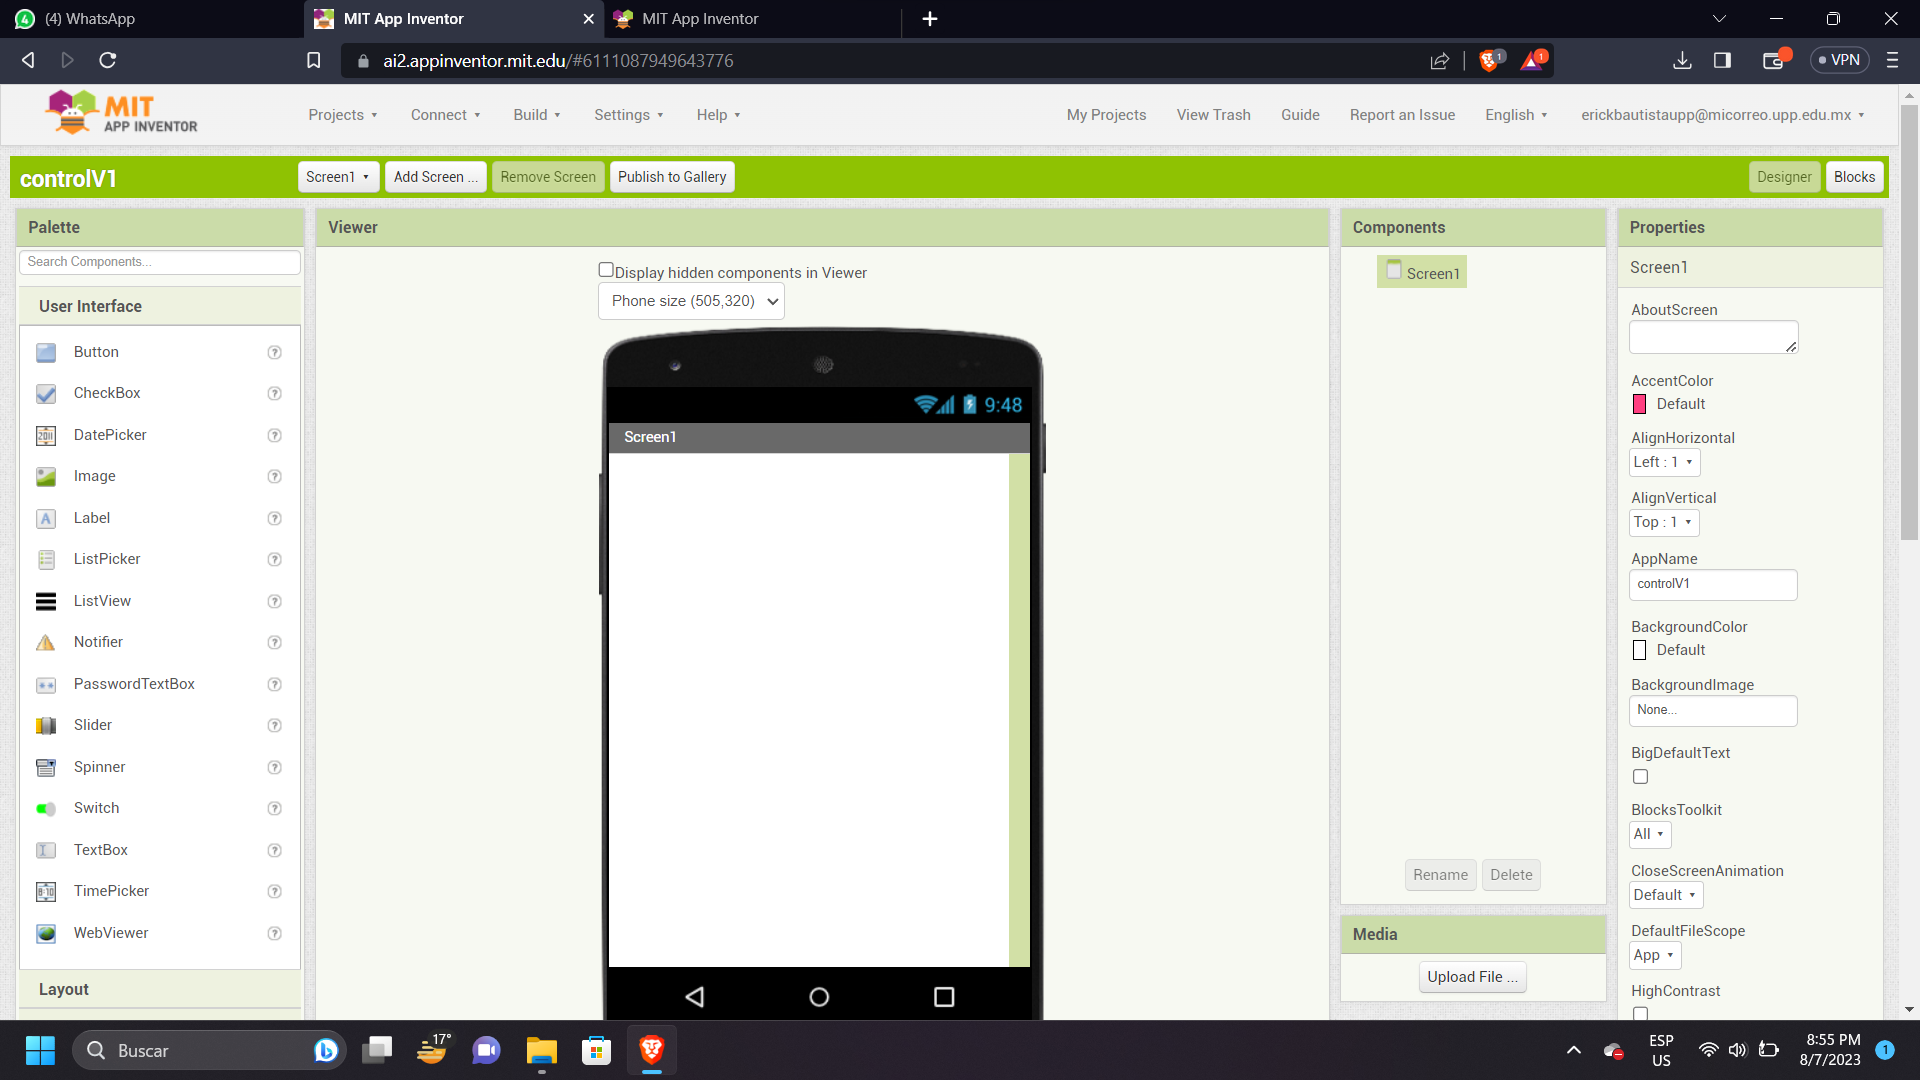 (4) WhatsApp
MIT App Inventor
MIT App Inventor
ai2.appinventor.mit.edu/#6111087949643776
1
1
VPN
MIT
APP INVENTOR
Projects
Connect
Build
Settings
Help
My Projects
View Trash
Guide
Report an Issue
English
erickbautistaupp@micorreo.upp.edu.mx
controlV1
Screen1
Add Screen ...
Remove Screen
Publish to Gallery
Designer
Blocks
Palette
Search Components...
User Interface
Button
CheckBox
DatePicker
Image
Label
ListPicker
ListView
Notifier
PasswordTextBox
Slider
Spinner
Switch
TextBox
TimePicker
WebViewer
Layout
Viewer
Display hidden components in Viewer
Phone size (505,320)
9:48
Screen1
Components
Screen1
Rename
Delete
Media
Upload File ...
Properties
Screen1
AboutScreen
AccentColor
Default
AlignHorizontal
Left : 1
AlignVertical
Top : 1
AppName
controlV1
BackgroundColor
Default
BackgroundImage
None...
BigDefaultText
BlocksToolkit
All
CloseScreenAnimation
Default
DefaultFileScope
App
HighContrast
Buscar
17°
ESP
US
8:55 PM
8/7/2023
1